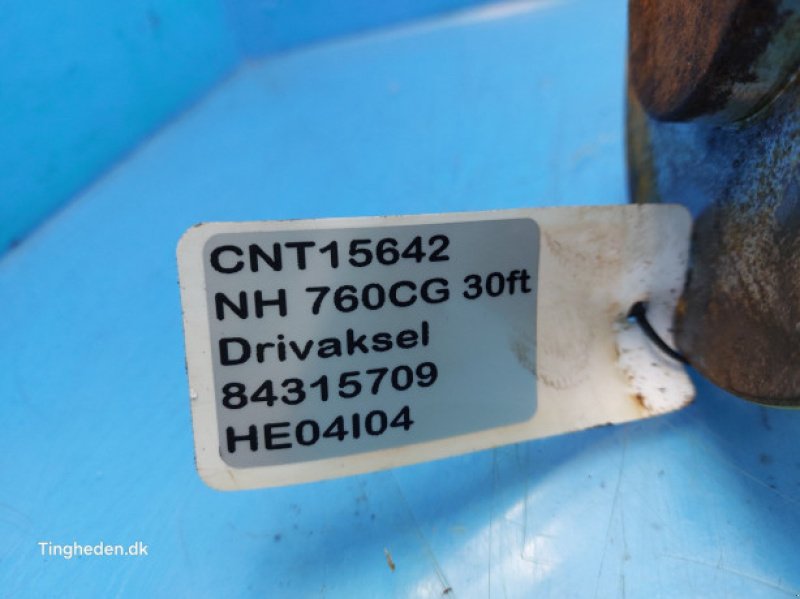 CNT15642
NH 760CG 30ft
Drivaksel
84315709
HE04I04
Tingheden.dk